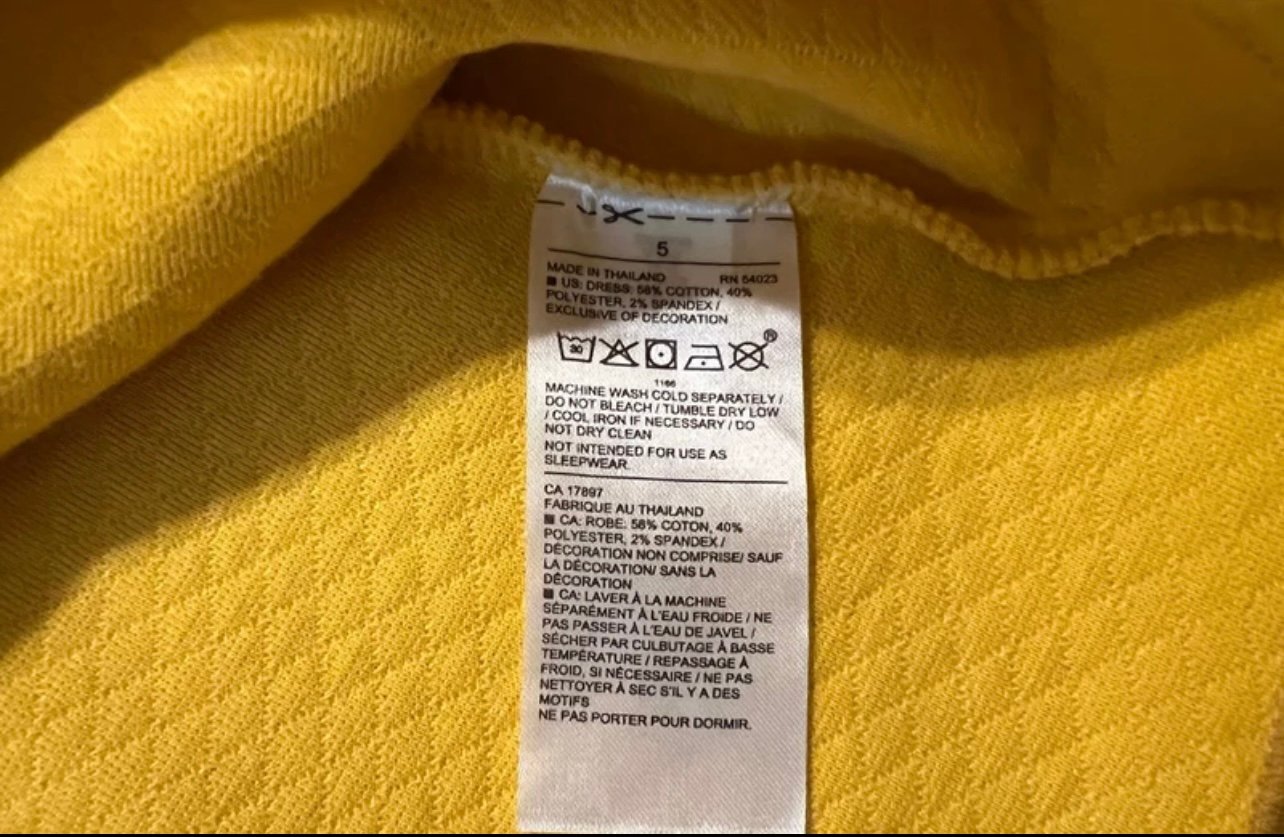 5
MADE IN THAILAND RN 54023
US: DRESS: 58% COTTON, 40%
POLYESTER, 2% SPANDEX /
EXCLUSIVE OF DECORATION
30
®
1166
MACHINE WASH COLD SEPARATELY /
DO NOT BLEACH / TUMBLE DRY LOW
/ COOL IRON IF NECESSARY / DO
NOT DRY CLEAN
NOT INTENDED FOR USE AS
SLEEPWEAR.
CA 17897
FABRIQUE AU THAILAND
CA: ROBE: 58% COTON, 40%
POLYESTER, 2% SPANDEX /
DÉCORATION NON COMPRISE/ SAUF
LA DÉCORATION/ SANS LA
DÉCORATION
CA: LAVER À LA MACHINE
SÉPARÉMENT À L'EAU FROIDE / NE
PAS PASSER À L'EAU DE JAVEL /
SÉCHER PAR CULBUTAGE À BASSE
TEMPÉRATURE / REPASSAGE À
FROID, SI NÉCESSAIRE / NE PAS
NETTOYER À SEC S'IL Y A DES
MOTIFS
NE PAS PORTER POUR DORMIR.